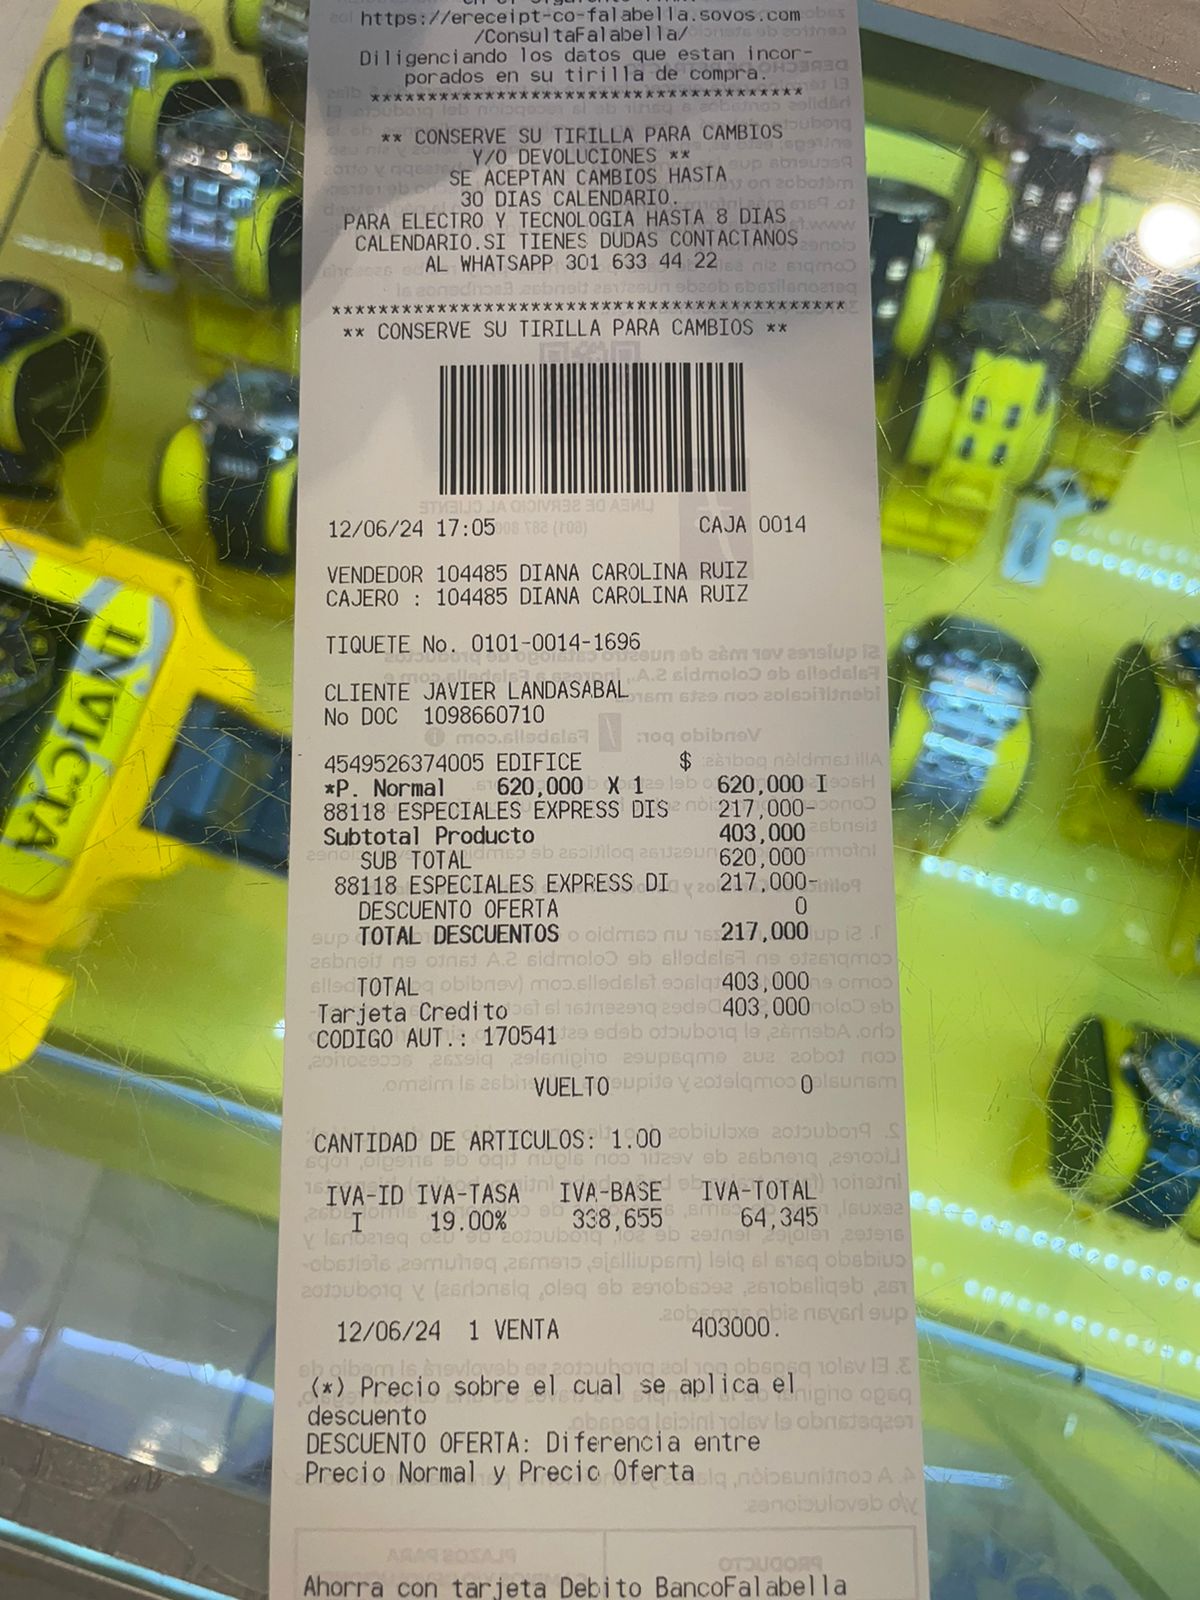 https://ereceipt-co-falabella.sovos.com
/ConsultaFalabella/
Diligenciando los datos que estan incor-
porados en su tirilla de compra.
*************************************
** CONSERVE SU TIRILLA PARA CAMBIOS
Y/O DEVOLUCIONES **
SE ACEPTAN CAMBIOS HASTA
30 DIAS CALENDARIO.
PARA ELECTRO Y TECNOLOGIA HASTA 8 DIAS
CALENDARIO.SI TIENES DUDAS CONTACTANOS
AL WHATSAPP 301 633 44 22
********************************************
** CONSERVE SU TIRILLA PARA CAMBIOS **
12/06/24 17:05 CAJA 0014
VENDEDOR 104485 DIANA CAROLINA RUIZ
CAJERO : 104485 DIANA CAROLINA RUIZ
TIQUETE No. 0101-0014-1696
CLIENTE JAVIER LANDASABAL
No DOC 1098660710
4549526374005 EDIFICE $
*P. Normal 620,000 X 1 620,000 I
88118 ESPECIALES EXPRESS DIS 217,000-
Subtotal Producto 403,000
SUB TOTAL 620,000
88118 ESPECIALES EXPRESS DI 217,000-
DESCUENTO OFERTA 0
TOTAL DESCUENTOS 217,000
TOTAL 403,000
Tarjeta Credito 403,000
CODIGO AUT.: 170541
VUELTO 0
CANTIDAD DE ARTICULOS: 1.00
IVA-ID IVA-TASA IVA-BASE IVA-TOTAL
I 19.00% 338,655 64,345
12/06/24 1 VENTA 403000.
(*) Precio sobre el cual se aplica el
descuento
DESCUENTO OFERTA: Diferencia entre
Precio Normal y Precio Oferta
Ahorra con tarjeta Debito BancoFalabella
INVICTA